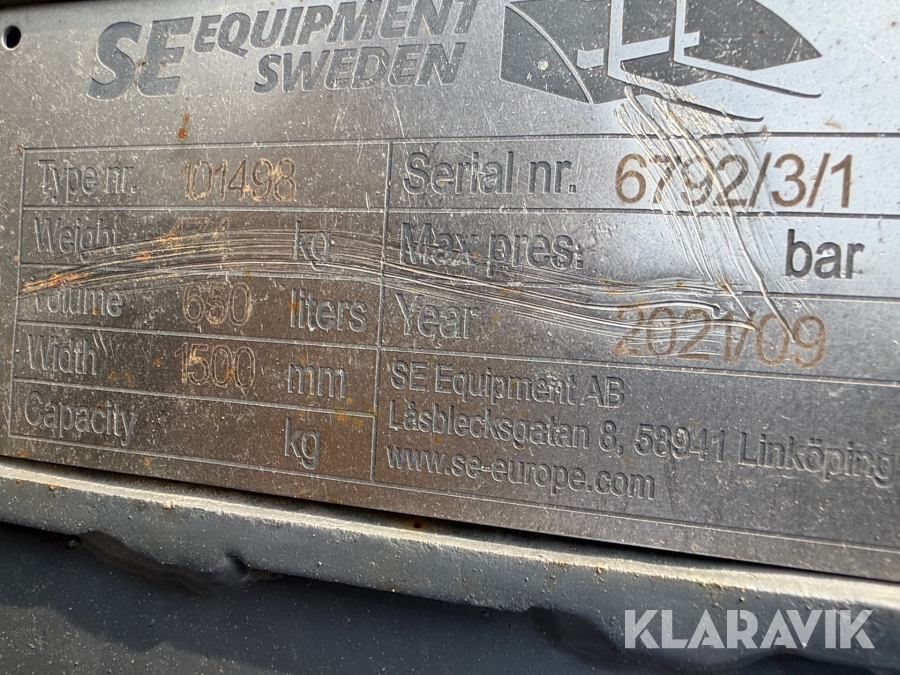 SE EQUIPMENT
SWEDEN
Type nr. 101498 Serial nr. 6792/3/1
Weight kg Max pres: bar
Volume 650 liters Year 2021/09
Width 1500 mm SE Equipment AB
Capacity kg Låsblecksgatan 8, 58941 Linköping
www.se-europe.com
KLARAVIK